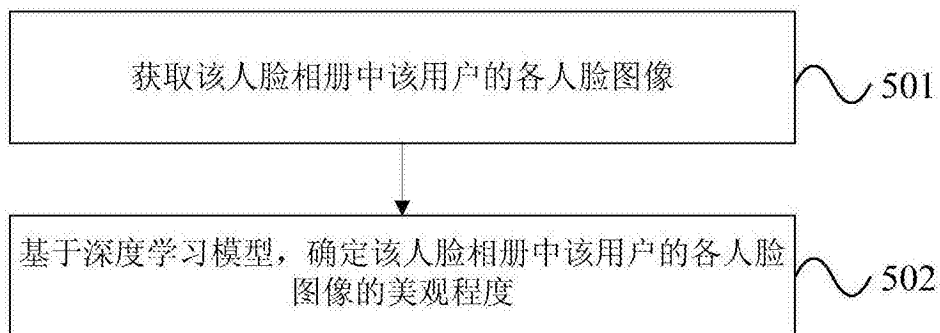 获取该人脸相册中该用户的各人脸图像
501
基于深度学习模型，确定该人脸相册中该用户的各人脸
图像的美观程度
502